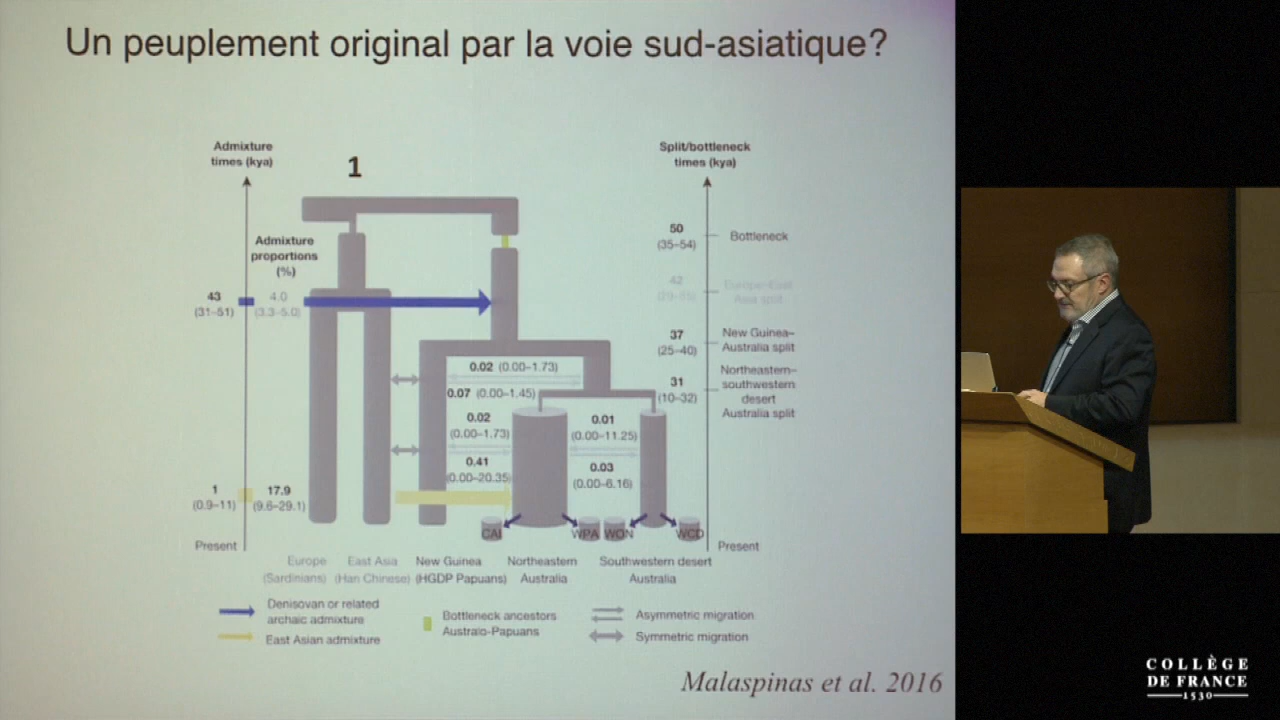 Un peuplement original par la voie sud-asiatique?
Admixture
times (kya)
1
Split/bottleneck
times (kya)
Admixture
proportions
(%)
50
(35–54)
Bottleneck
42
Europe-East
Asia split
43
(31–51)
4.0
(3.3–5.0)
37
(25–40)
New Guinea–
Australia split
31
(10–32)
Northeastern–
southwestern
desert
Australia split
0.02 (0.00–1.73)
0.07 (0.00–1.45)
0.02
(0.00–1.73)
0.01
(0.00–11.25)
0.41
(0.00–20.35)
0.03
(0.00–6.16)
1
(0.9–11)
17.9
(9.6–29.1)
CAI
WPA
WON
WCD
Present
Present
Europe
(Sardinians)
East Asia
(Han Chinese)
New Guinea
(HGDP Papuans)
Northeastern
Australia
Southwestern desert
Australia
Denisovan or related
archaic admixture
East Asian admixture
Bottleneck ancestors
Australo-Papuans
Asymmetric migration
Symmetric migration
Malaspinas et al. 2016
COLLÈGE
DE FRANCE
1530